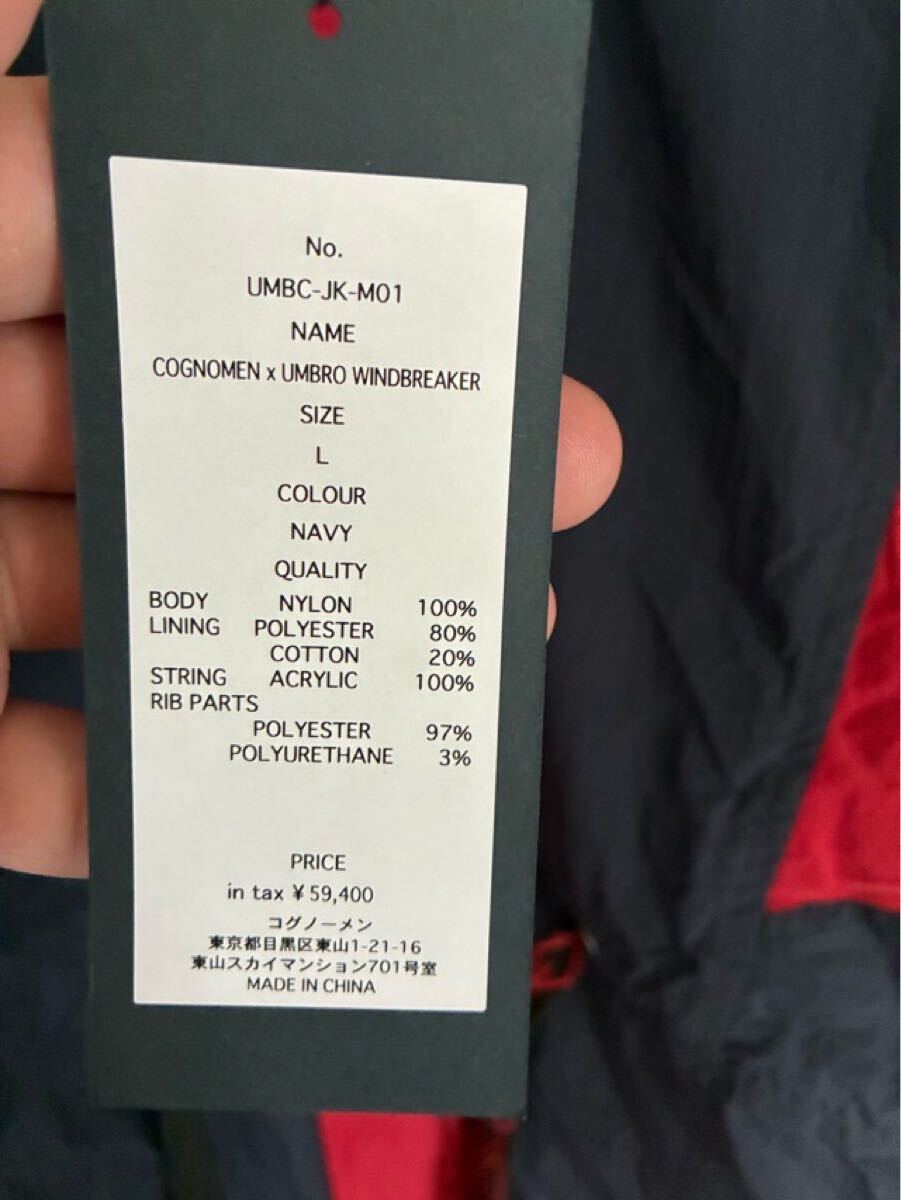 No.
UMBC-JK-M01
NAME
COGNOMEN x UMBRO WINDBREAKER
SIZE
L
COLOUR
NAVY
QUALITY
BODY NYLON 100%
LINING POLYESTER 80%
COTTON 20%
STRING ACRYLIC 100%
RIB PARTS
POLYESTER 97%
POLYURETHANE 3%
PRICE
in tax ¥59,400
コグノーメン
東京都目黒区東山1-21-16
東山スカイマンション701号室
MADE IN CHINA